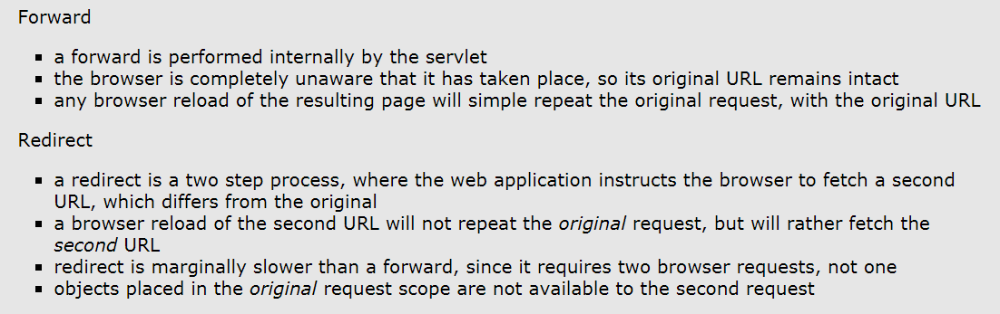 Forward
▪ a forward is performed internally by the servlet
▪ the browser is completely unaware that it has taken place, so its original URL remains intact
▪ any browser reload of the resulting page will simple repeat the original request, with the original URL
Redirect
▪ a redirect is a two step process, where the web application instructs the browser to fetch a second
URL, which differs from the original
▪ a browser reload of the second URL will not repeat the original request, but will rather fetch the
second URL
▪ redirect is marginally slower than a forward, since it requires two browser requests, not one
▪ objects placed in the original request scope are not available to the second request